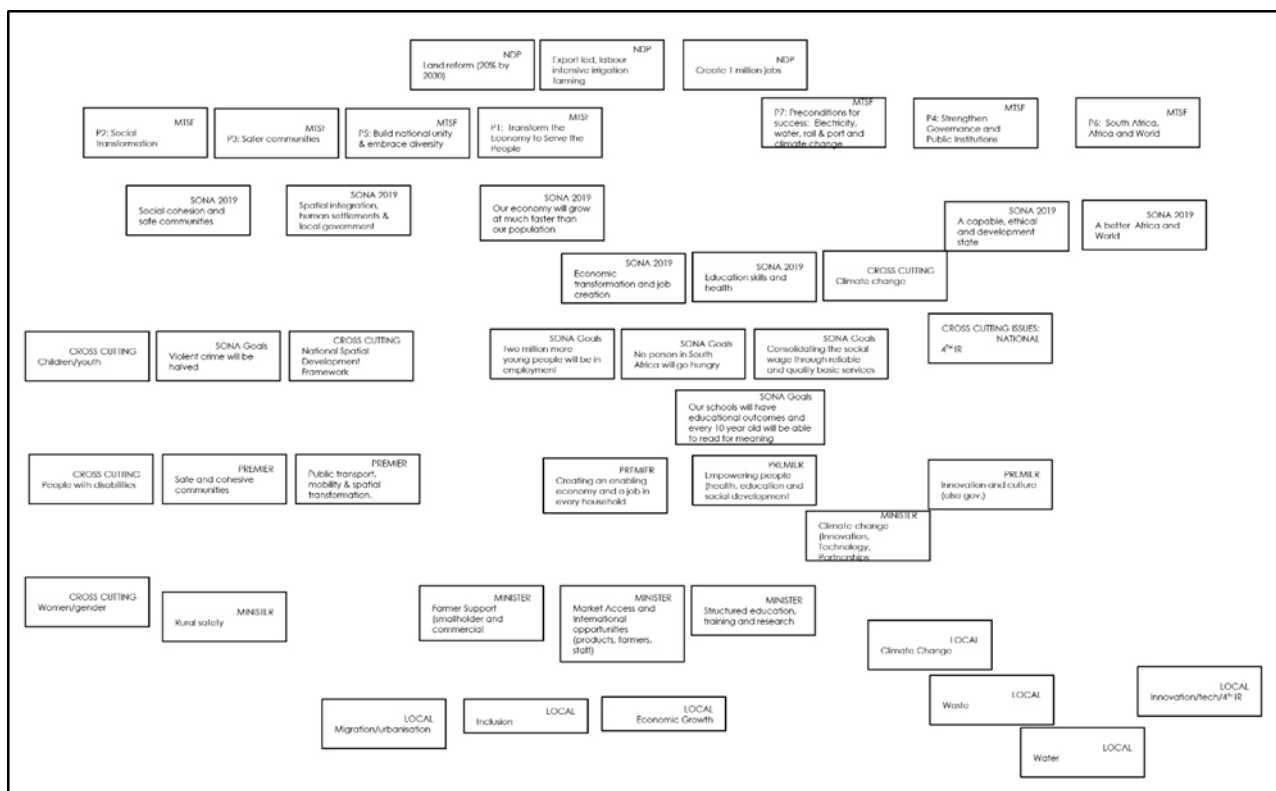 NDP
Land reform (20% by
2030)
NDP
Export led, labour
intensive irrigation
farming
NDP
Create 1 million jobs
MTSF
P2: Social
transformation
MTSF
P3: Safer communities
MTSF
P5: Build national unity
& embrace diversity
MTSF
P1: Transform the
Economy to Serve the
People
MTSF
P7: Preconditions for
success: Electricity,
water, rail & port and
climate change
MTSF
P4: Strengthen
Governance and
Public Institutions
MTSF
P6: South Africa,
Africa and World
SONA 2019
Social cohesion and
safe communities
SONA 2019
Spatial integration,
human settlements &
local government
SONA 2019
Our economy will grow
at much faster than
our population
SONA 2019
A capable, ethical
and development
state
SONA 2019
A better Africa and
World
SONA 2019
Economic
transformation and job
creation
SONA 2019
Education skills and
health
CROSS CUTTING
Climate change
CROSS CUTTING
Children/youth
SONA Goals
Violent crime will be
halved
CROSS CUTTING
National Spatial
Development
Framework
SONA Goals
Two million more
young people will be in
employment
SONA Goals
No person in South
Africa will go hungry
SONA Goals
Consolidating the social
wage through reliable
and quality basic services
CROSS CUTTING ISSUES:
NATIONAL
4TH IR
SONA Goals
Our schools will have
educational outcomes and
every 10 year old will be able
to read for meaning
CROSS CUTTING
People with disabilities
PREMIER
Safe and cohesive
communities
PREMIER
Public transport,
mobility & spatial
transformation.
PREMIER
Creating an enabling
economy and a job in
every household
PREMIER
Empowering people
(health, education and
social development
PREMIER
Innovation and culture
(also gov.)
MINISTER
Climate change
(Innovation,
Technology,
Partnerships
CROSS CUTTING
Women/gender
MINISTER
Rural safety
MINISTER
Farmer Support
(smallholder and
commercial
MINISTER
Market Access and
International
opportunities
(products, farmers,
staff)
MINISTER
Structured education,
training and research
LOCAL
Climate Change
LOCAL
Waste
LOCAL
Innovation/tech/4th IR
LOCAL
Migration/urbanisation
LOCAL
Inclusion
LOCAL
Economic Growth
LOCAL
Water